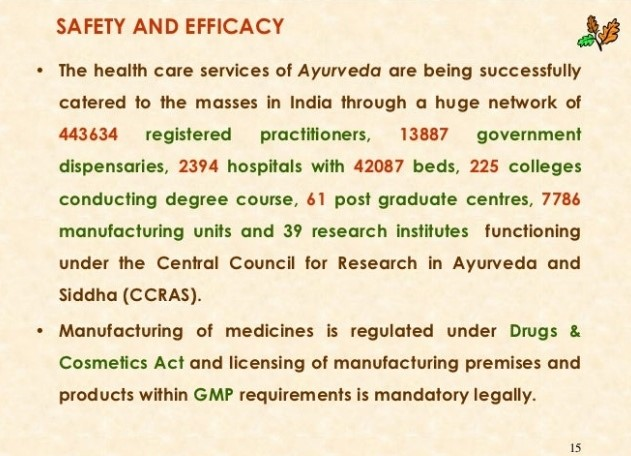 SAFETY AND EFFICACY
• The health care services of Ayurveda are being successfully
catered to the masses in India through a huge network of
443634 registered practitioners, 13887 government
dispensaries, 2394 hospitals with 42087 beds, 225 colleges
conducting degree course, 61 post graduate centres, 7786
manufacturing units and 39 research institutes functioning
under the Central Council for Research in Ayurveda and
Siddha (CCRAS).
• Manufacturing of medicines is regulated under Drugs &
Cosmetics Act and licensing of manufacturing premises and
products within GMP requirements is mandatory legally.
15